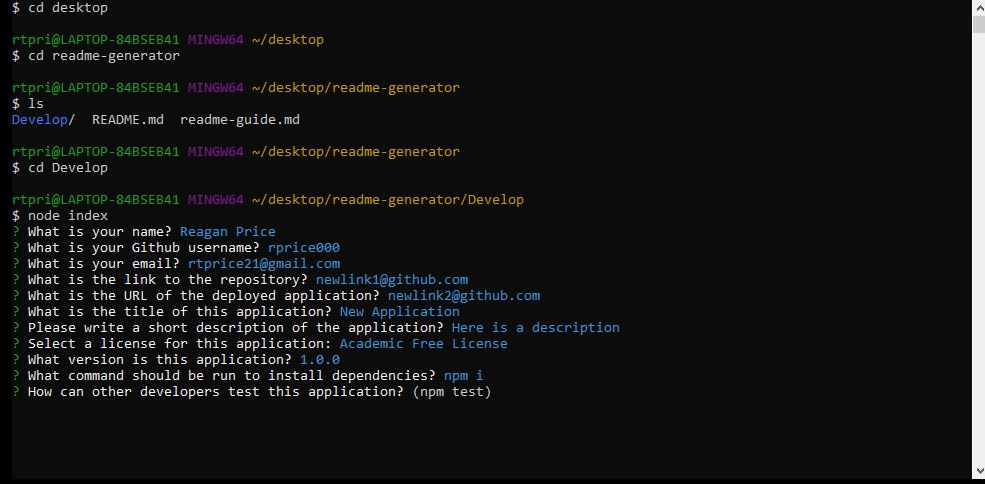 $ cd desktop
rtpri@LAPTOP-84BSEB41 MINGW64 ~/desktop
$ cd readme-generator
rtpri@LAPTOP-84BSEB41 MINGW64 ~/desktop/readme-generator
$ ls
Develop/  README.md  readme-guide.md
rtpri@LAPTOP-84BSEB41 MINGW64 ~/desktop/readme-generator
$ cd Develop
rtpri@LAPTOP-84BSEB41 MINGW64 ~/desktop/readme-generator/Develop
$ node index
? What is your name? Reagan Price
? What is your Github username? rprice000
? What is your email? rtprice21@gmail.com
? What is the link to the repository? newlink1@github.com
? What is the URL of the deployed application? newlink2@github.com
? What is the title of this application? New Application
? Please write a short description of the application? Here is a description
? Select a license for this application: Academic Free License
? What version is this application? 1.0.0
? What command should be run to install dependencies? npm i
? How can other developers test this application? (npm test)